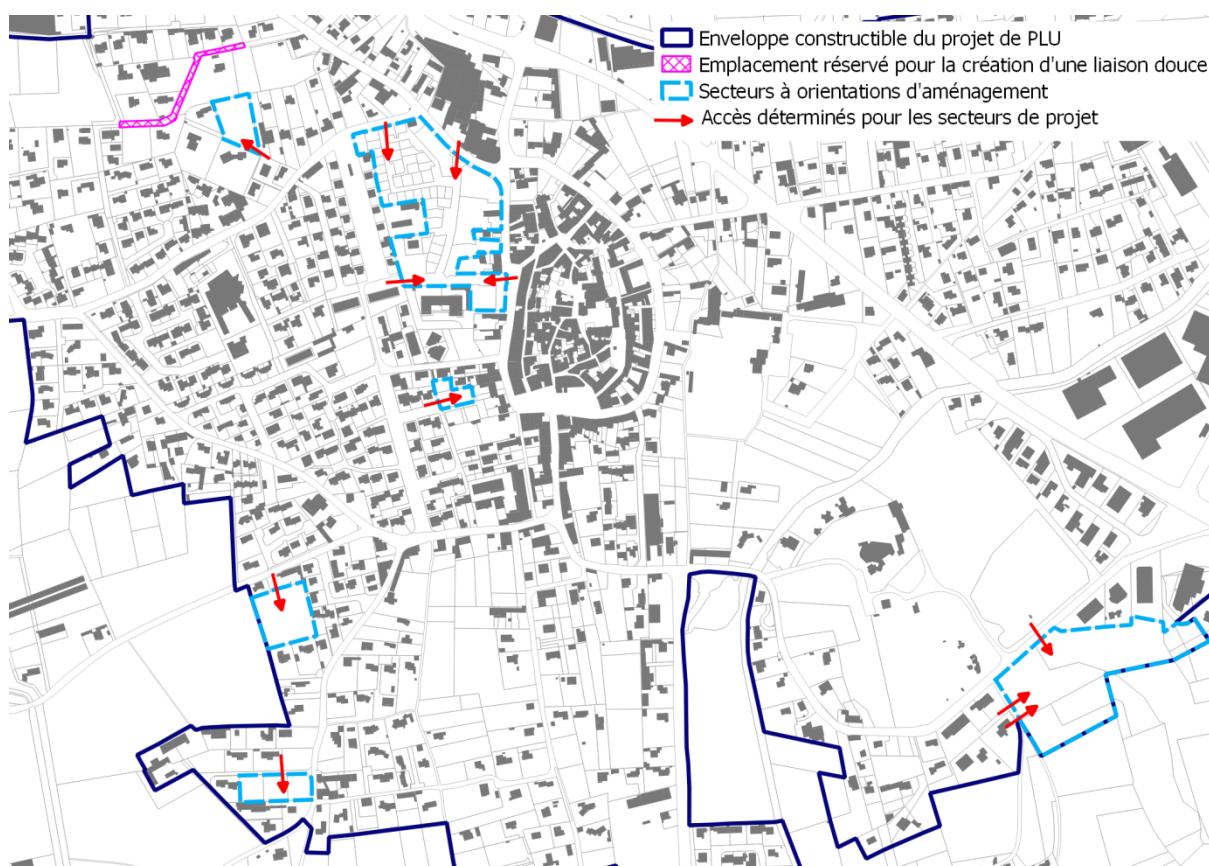 Enveloppe constructible du projet de PLU
Emplacement réservé pour la création d'une liaison douce
Secteurs à orientations d'aménagement
Accès déterminés pour les secteurs de projet